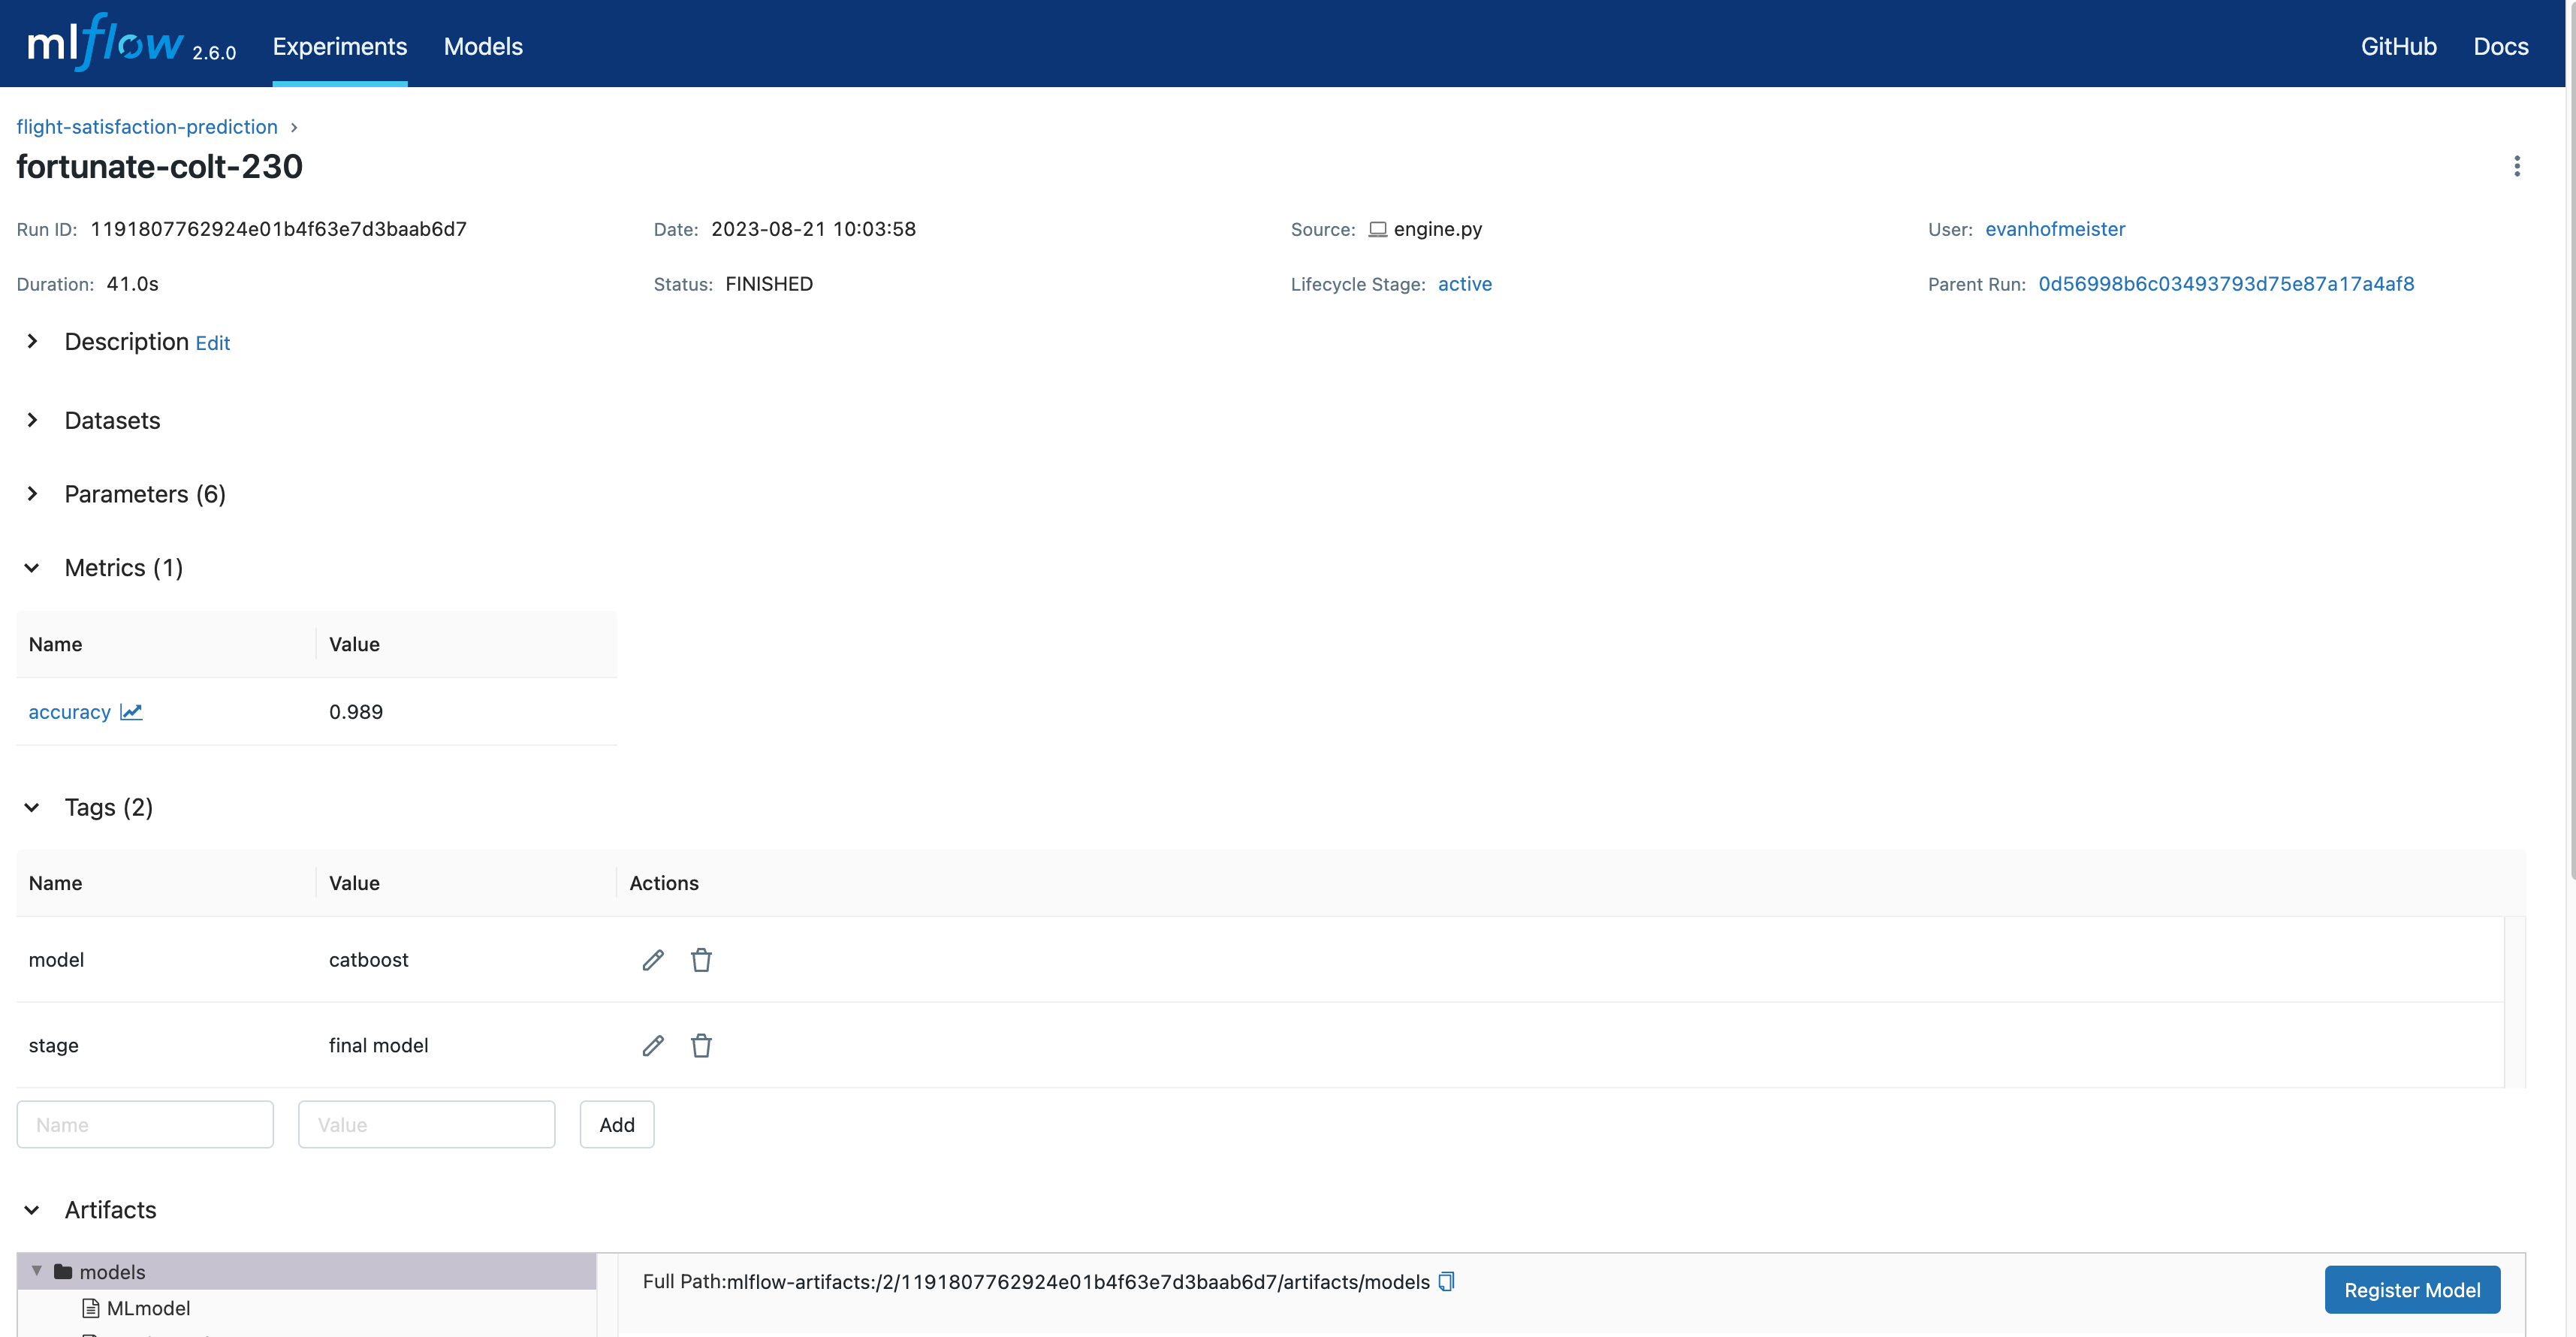 mlflow 2.6.0 Experiments Models GitHub Docs
flight-satisfaction-prediction
fortunate-colt-230
Run ID: 1191807762924e01b4f63e7d3baab6d7 Date: 2023-08-21 10:03:58 Source: engine.py User: evanhofmeister
Duration: 41.0s Status: FINISHED Lifecycle Stage: active Parent Run: 0d56998b6c03493793d75e87a17a4af8
Description Edit
Datasets
Parameters (6)
Metrics (1)
Name Value
accuracy 0.989
Tags (2)
Name Value Actions
model catboost
stage final model
Name Value Add
Artifacts
models Full Path:mlflow-artifacts:/2/1191807762924e01b4f63e7d3baab6d7/artifacts/models Register Model
MLmodel